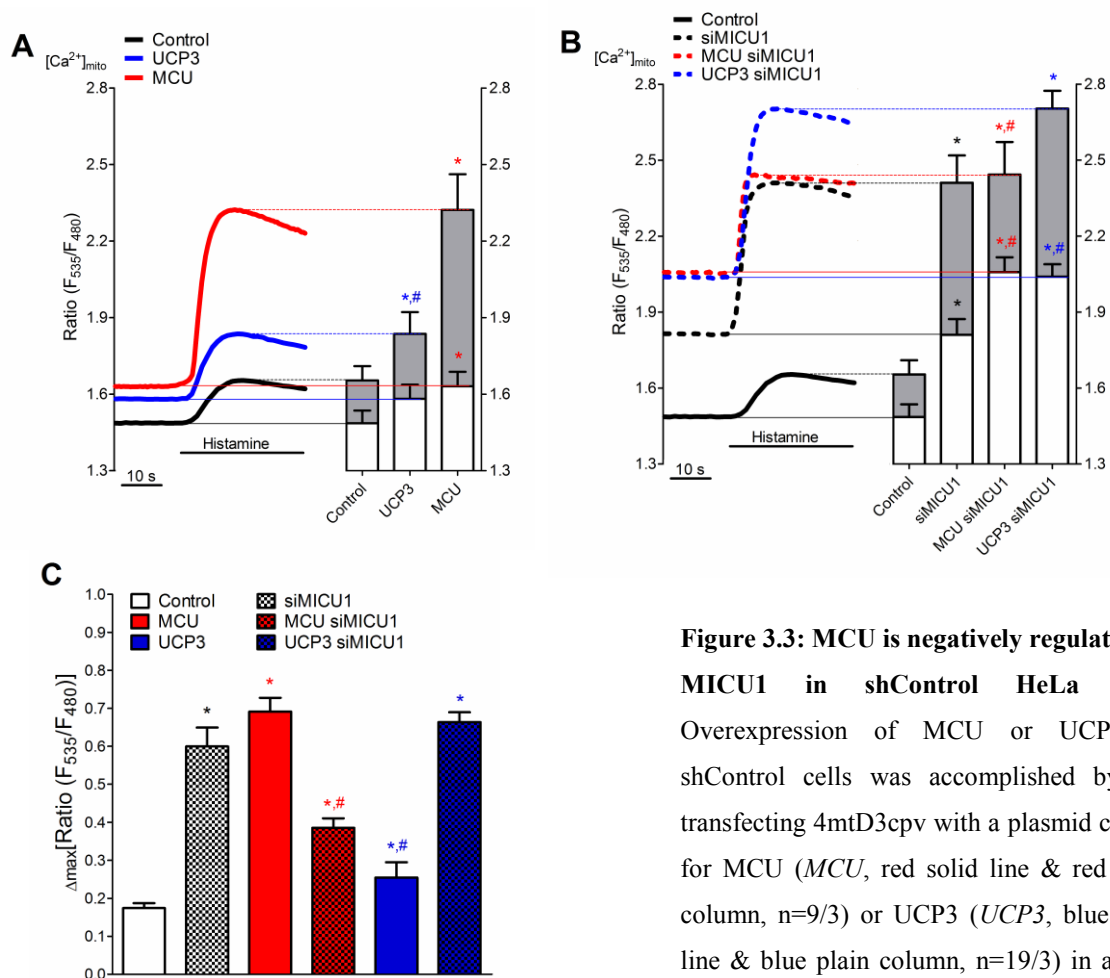 A
Control
UCP3
MCU
[Ca2+]mito
2.8
2.5
2.2
1.9
1.6
1.3
Ratio (F535/F480)
2.8
2.5
2.2
1.9
1.6
1.3
*
*,#
*
Histamine
10 s
Control
UCP3
MCU
B
Control
siMICU1
MCU siMICU1
UCP3 siMICU1
[Ca2+]mito
2.8
2.5
2.2
1.9
1.6
1.3
Ratio (F535/F480)
2.8
2.5
2.2
1.9
1.6
1.3
*
*,#
*
*,#
*,#
*
Histamine
10 s
Control
siMICU1
MCU siMICU1
UCP3 siMICU1
C
Control
MCU
UCP3
siMICU1
MCU siMICU1
UCP3 siMICU1
1.0
0.9
0.8
0.7
0.6
0.5
0.4
0.3
0.2
0.1
0.0
Δmax[Ratio (F535/F480)]
*
*
*,#
*,#
*
Figure 3.3: MCU is negatively regulat
MICU1 in shControl HeLa
Overexpression of MCU or UCP
shControl cells was accomplished by
transfecting 4mtD3cpv with a plasmid c
for MCU (MCU, red solid line & red
column, n=9/3) or UCP3 (UCP3, blue
line & blue plain column, n=19/3) in a